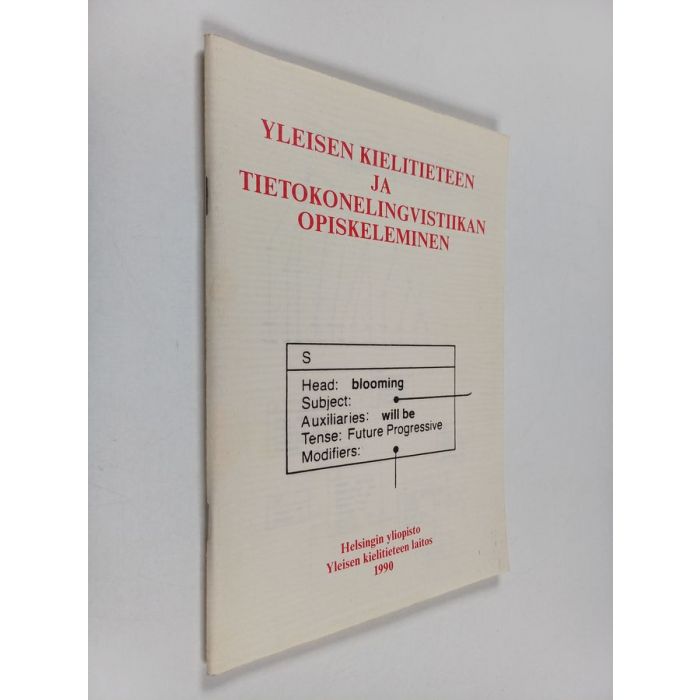 YLEISEN KIELITIETEEN
JA
TIETOKONELINGVISTIIKAN
OPISKELEMINEN
S
Head: blooming
Subject:
Auxiliaries: will be
Tense: Future Progressive
Modifiers:
Helsingin yliopisto
Yleisen kielitieteen laitos
1990